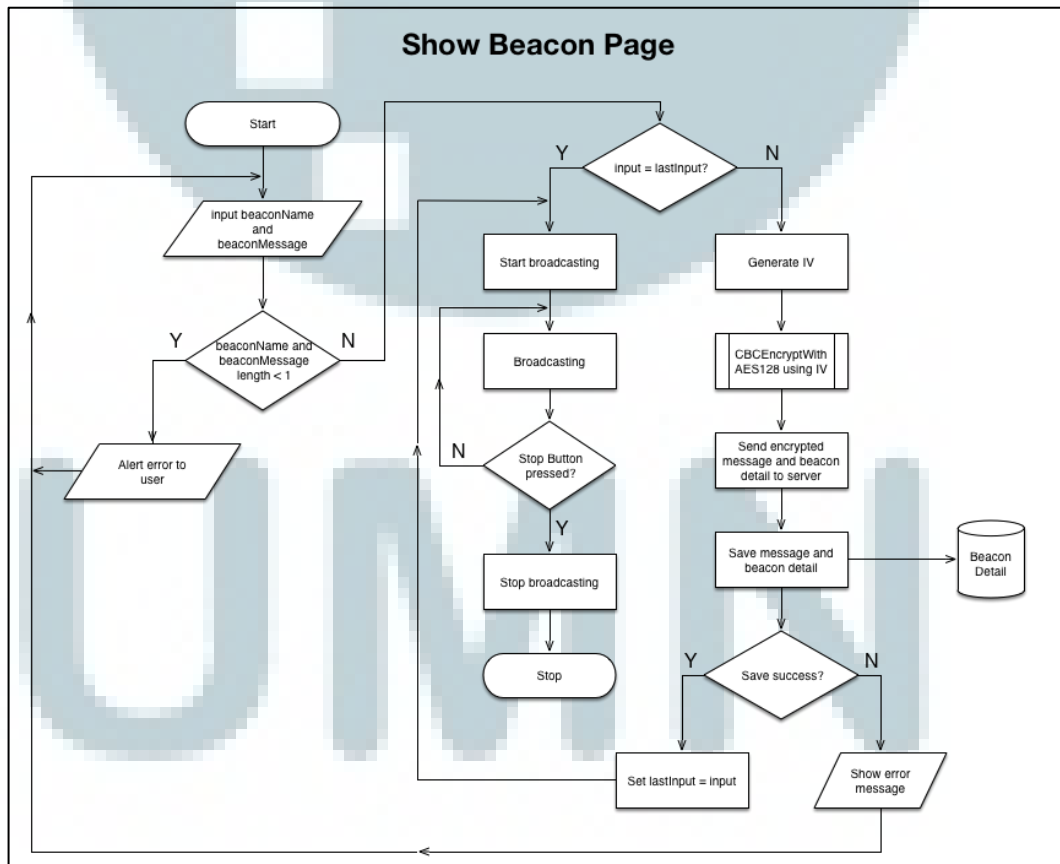 Show Beacon Page
Start
input beaconName
and
beaconMessage
beaconName and
beaconMessage
length < 1
Y
N
Alert error to
user
input = lastInput?
Y
N
Start broadcasting
Broadcasting
Stop Button
pressed?
N
Y
Stop broadcasting
Stop
Generate IV
CBCEncryptWith
AES128 using IV
Send encrypted
message and beacon
detail to server
Save message and
beacon detail
Beacon
Detail
Save success?
Y
N
Set lastInput = input
Show error
message
UMN